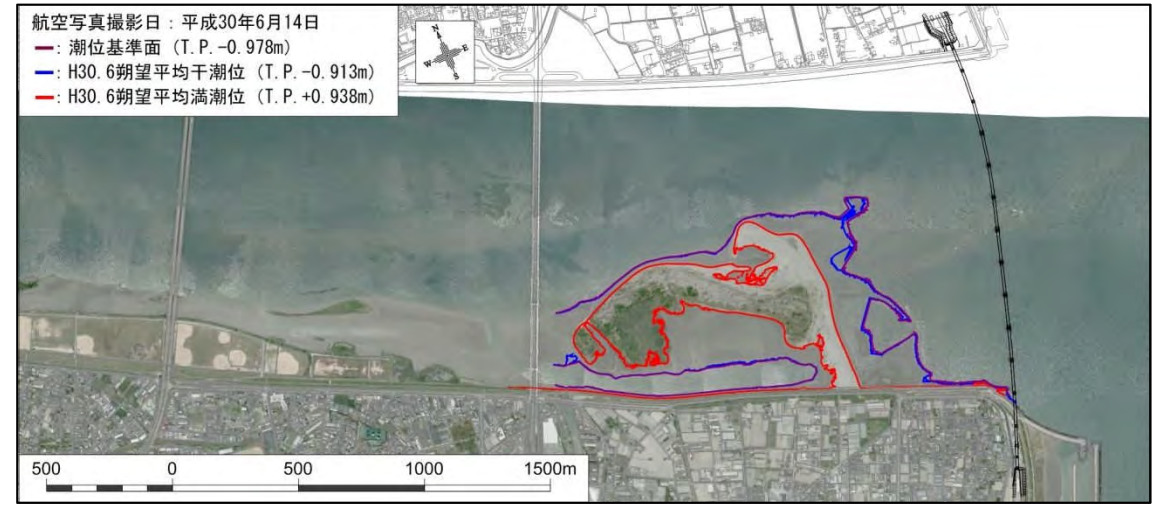 航空写真撮影日：平成30年6月14日
━：潮位基準面（T.P.-0.978m）
━：H30.6朔望平均干潮位（T.P.-0.913m）
━：H30.6朔望平均満潮位（T.P.+0.938m）
N
W E
S
500 0 500 1000 1500m